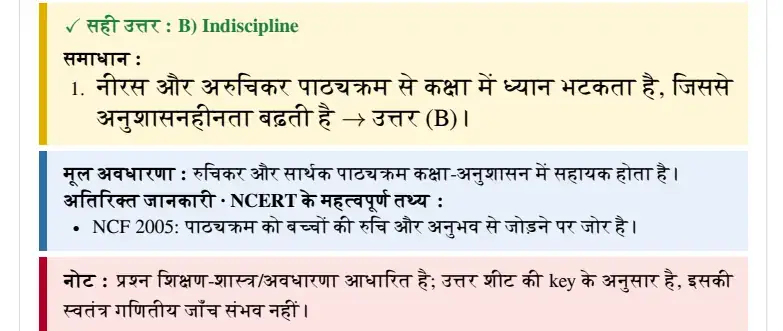 ✓ सही उत्तर : B) Indiscipline
समाधान :
1. नीरस और अरुचिकर पाठ्यक्रम से कक्षा में ध्यान भटकता है, जिससे
अनुशासनहीनता बढ़ती है → उत्तर (B)।
मूल अवधारणा : रुचिकर और सार्थक पाठ्यक्रम कक्षा-अनुशासन में सहायक होता है।
अतिरिक्त जानकारी · NCERT के महत्वपूर्ण तथ्य :
• NCF 2005: पाठ्यक्रम को बच्चों की रुचि और अनुभव से जोड़ने पर जोर है।
नोट : प्रश्न शिक्षण-शास्त्र/अवधारणा आधारित है; उत्तर शीट की key के अनुसार है, इसकी
स्वतंत्र गणितीय जाँच संभव नहीं।